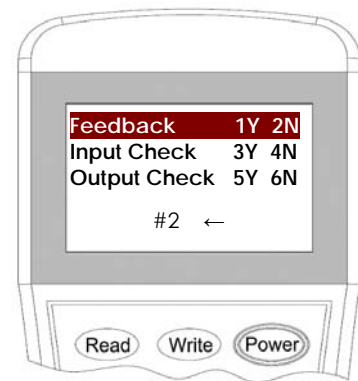 Feedback 1Y 2N
Input Check 3Y 4N
Output Check 5Y 6N
#2 ←
Read Write Power